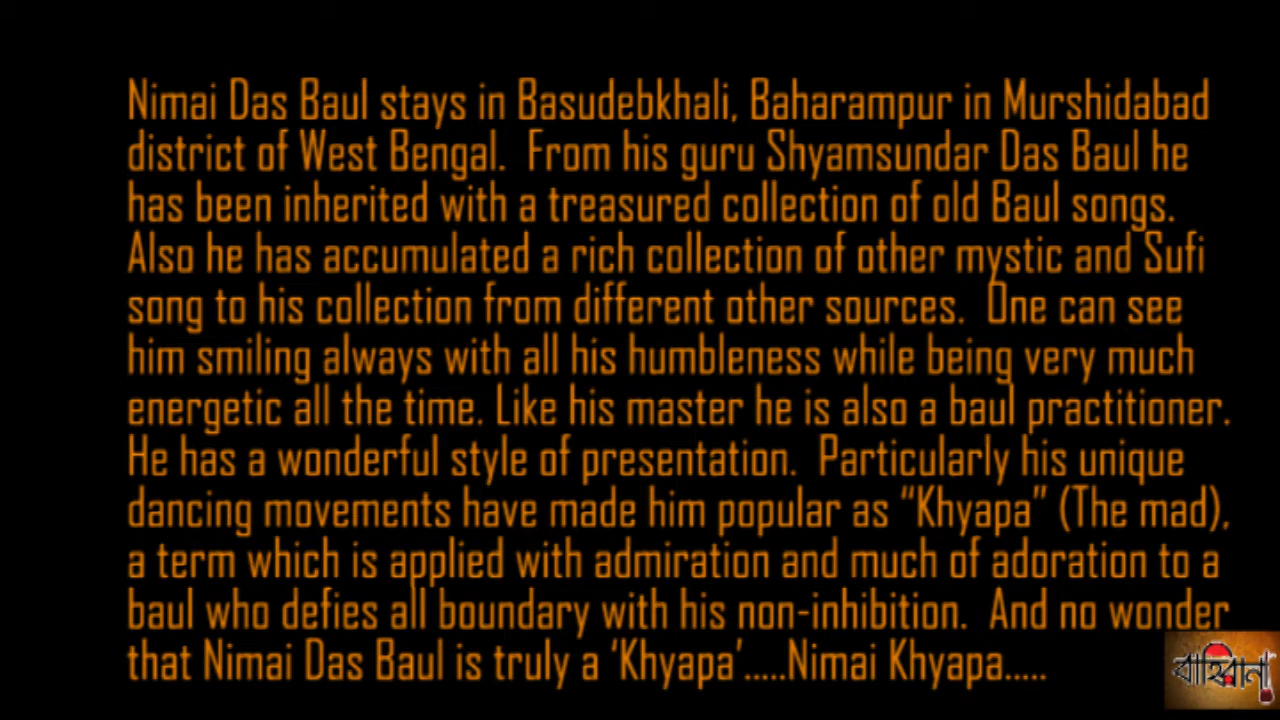 Nimai Das Baul stays in Basudebkhali, Baharampur in Murshidabad
district of West Bengal.  From his guru Shyamsundar Das Baul he
has been inherited with a treasured collection of old Baul songs.
Also he has accumulated a rich collection of other mystic and Sufi
song to his collection from different other sources.  One can see
him smiling always with all his humbleness while being very much
energetic all the time. Like his master he is also a baul practitioner.
He has a wonderful style of presentation.  Particularly his unique
dancing movements have made him popular as “Khyapa” (The mad),
a term which is applied with admiration and much of adoration to a
baul who defies all boundary with his non-inhibition.  And no wonder
that Nimai Das Baul is truly a ‘Khyapa’.....Nimai Khyapa.....